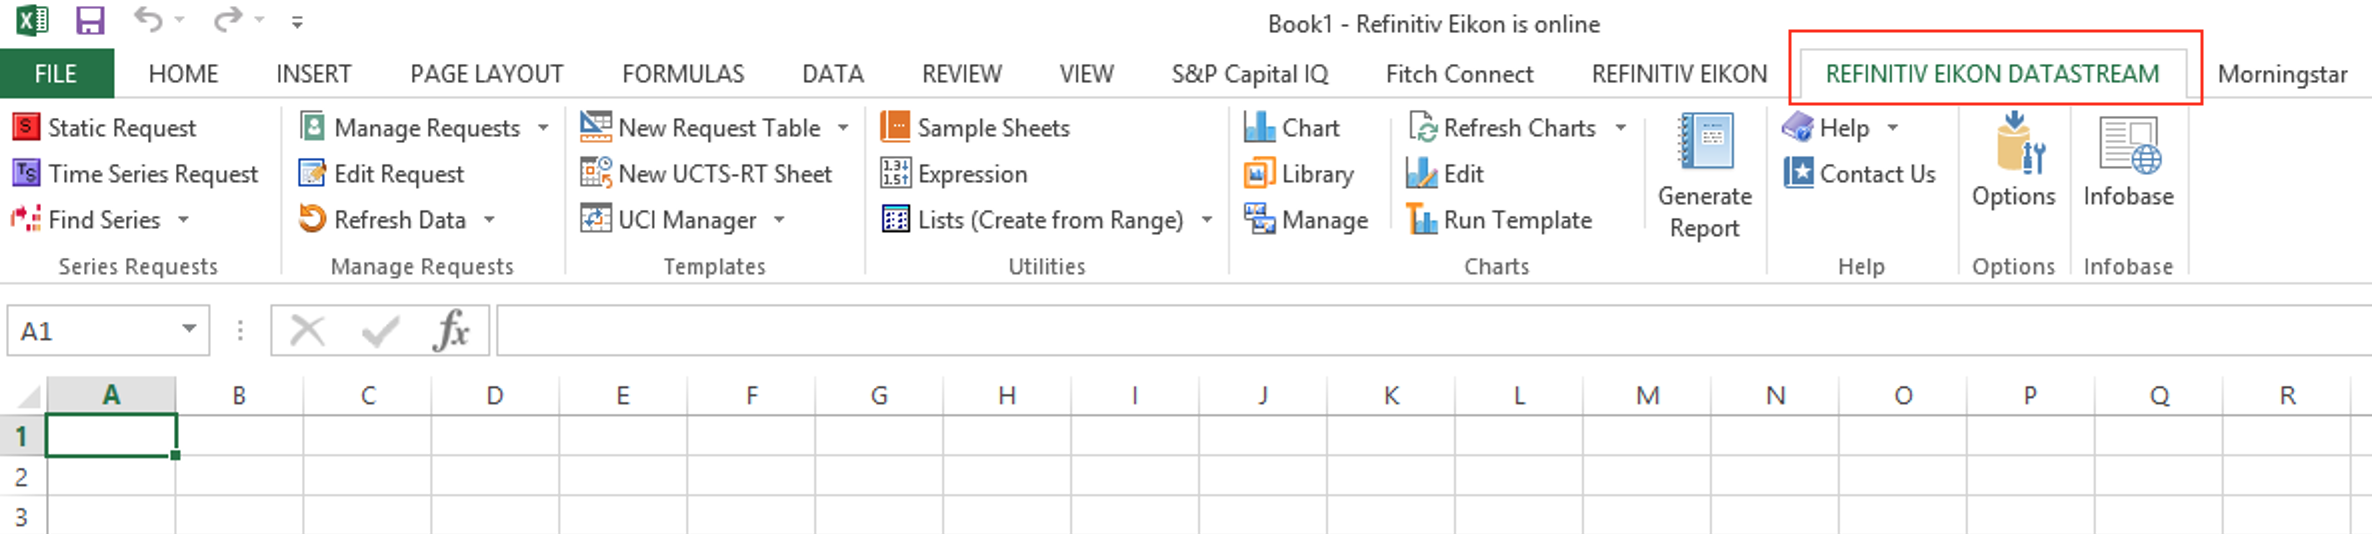 Book1 - Refinitiv Eikon is online
FILE HOME INSERT PAGE LAYOUT FORMULAS DATA REVIEW VIEW S&P Capital IQ Fitch Connect REFINITIV EIKON REFINITIV EIKON DATASTREAM Morningstar
S Static Request Manage Requests New Request Table Sample Sheets Chart Refresh Charts Help
TS Time Series Request Edit Request New UCTS-RT Sheet Expression Library Edit Contact Us
Find Series Refresh Data UCI Manager Lists (Create from Range) Manage Run Template Generate Report Options Infobase
Series Requests Manage Requests Templates Utilities Charts Help Options Infobase
A1 fx
A B C D E F G H I J K L M N O P Q R
1
2
3